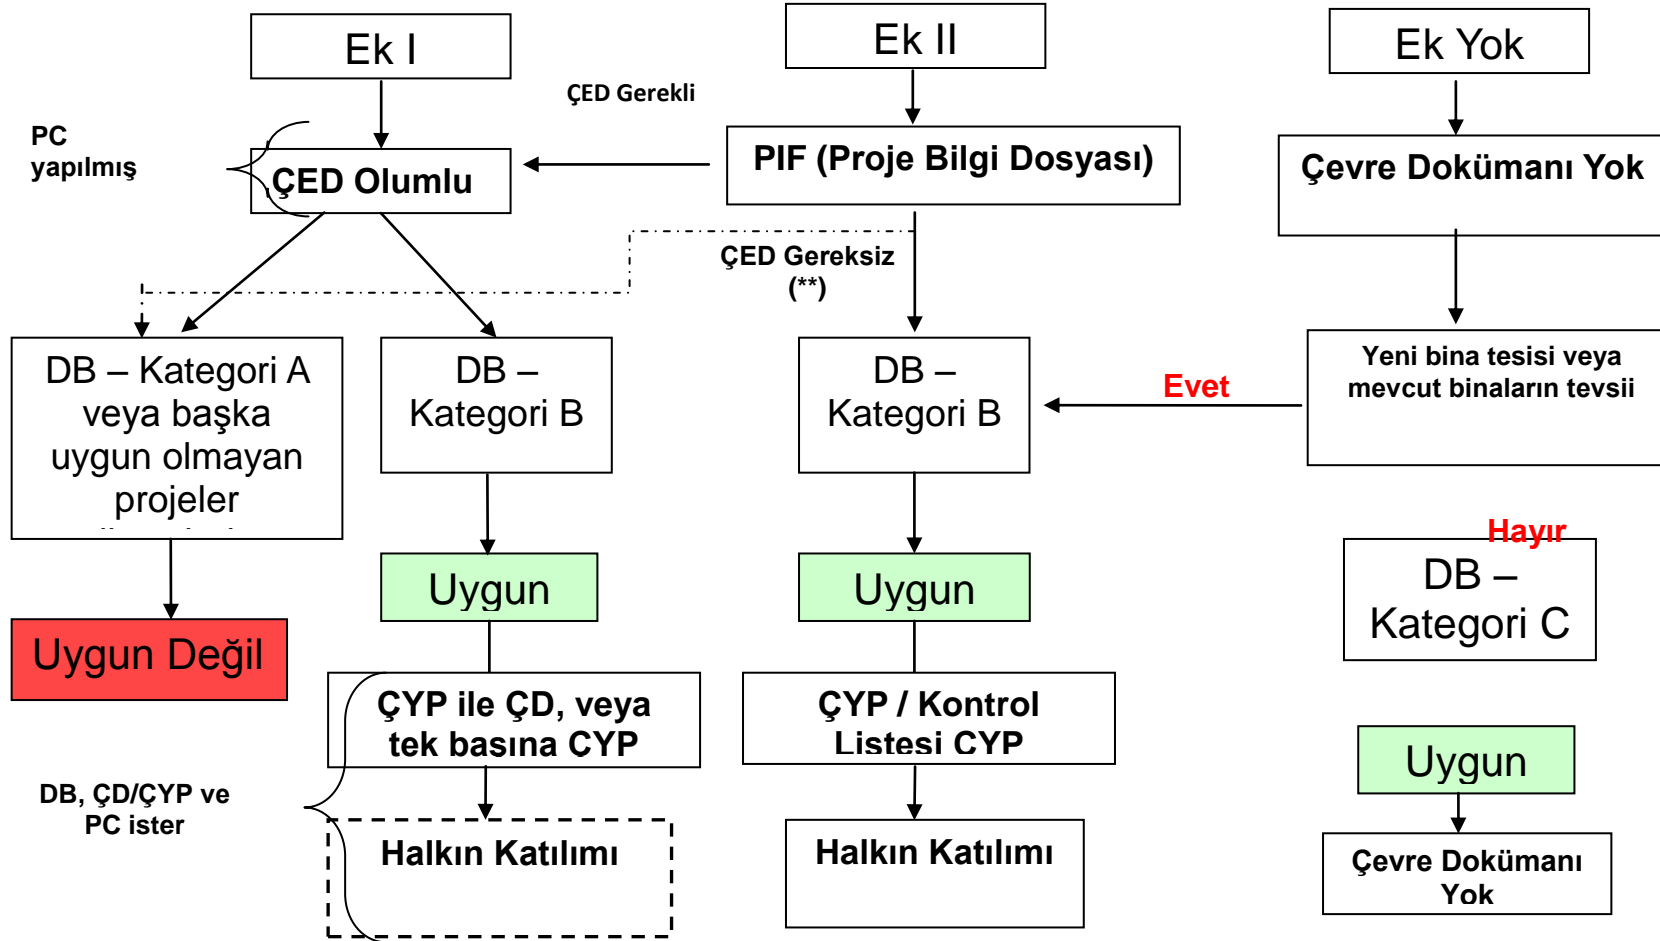 Ek I
Ek II
Ek Yok
ÇED Gerekli
PC
yapılmış
ÇED Olumlu
PIF (Proje Bilgi Dosyası)
Çevre Dokümanı Yok
ÇED Gereksiz
(**)
DB – Kategori A
veya başka
uygun olmayan
projeler
DB –
Kategori B
DB –
Kategori B
Evet
Yeni bina tesisi veya
mevcut binaların tevsii
Hayır
DB –
Kategori C
Uygun
Uygun
Uygun Değil
ÇYP ile ÇD, veya
tek başına ÇYP
ÇYP / Kontrol
Listesi ÇYP
Uygun
DB, ÇD/ÇYP ve
PC ister
Halkın Katılımı
Halkın Katılımı
Çevre Dokümanı
Yok